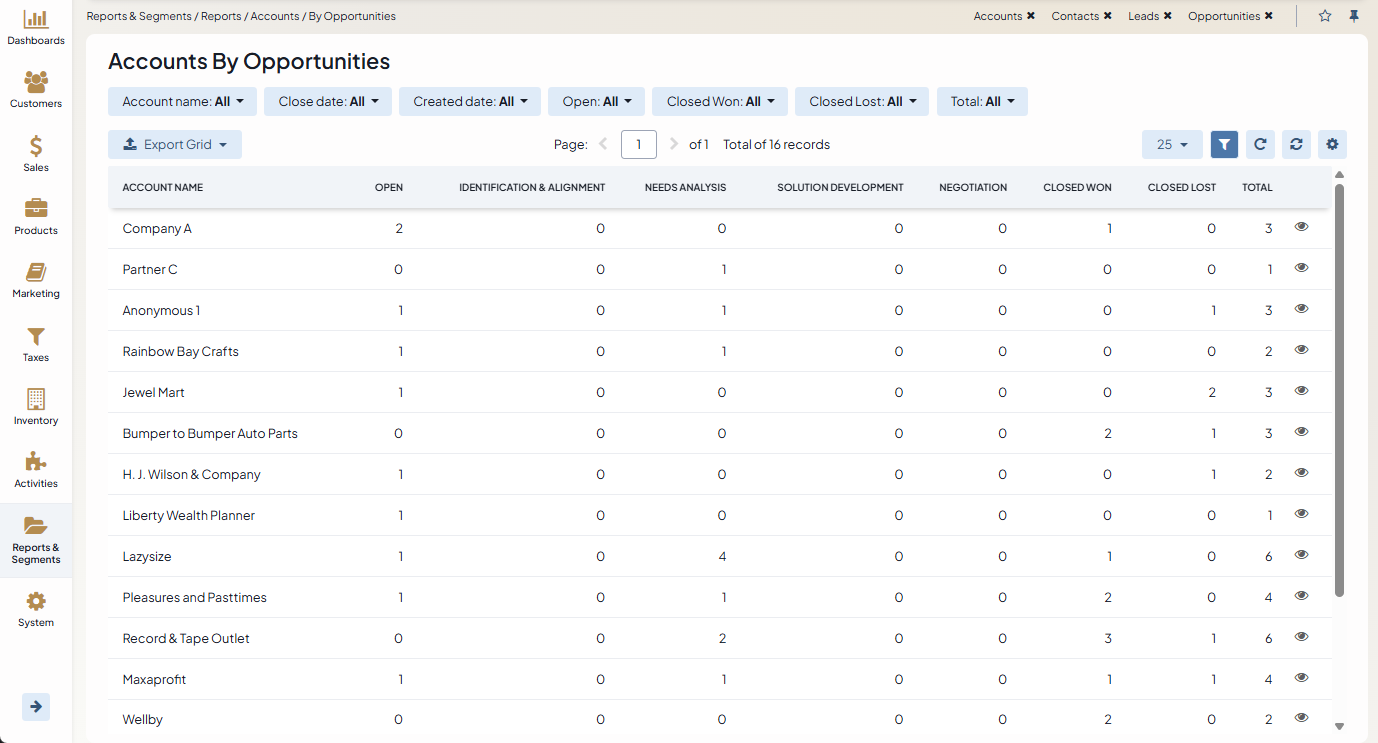 Reports & Segments / Reports / Accounts / By Opportunities
Accounts ✖ Contacts ✖ Leads ✖ Opportunities ✖
Dashboards
Customers
Sales
Products
Marketing
Taxes
Inventory
Activities
Reports &
Segments
System
Accounts By Opportunities
Account name: All Close date: All Created date: All Open: All Closed Won: All Closed Lost: All Total: All
Export Grid Page: 1 of 1 Total of 16 records 25
ACCOUNT NAME OPEN IDENTIFICATION & ALIGNMENT NEEDS ANALYSIS SOLUTION DEVELOPMENT NEGOTIATION CLOSED WON CLOSED LOST TOTAL
Company A 2 0 0 0 0 1 0 3
Partner C 0 0 1 0 0 0 0 1
Anonymous 1 1 0 1 0 0 0 1 3
Rainbow Bay Crafts 1 0 1 0 0 0 0 2
Jewel Mart 1 0 0 0 0 0 2 3
Bumper to Bumper Auto Parts 0 0 0 0 0 2 1 3
H. J. Wilson & Company 1 0 0 0 0 0 1 2
Liberty Wealth Planner 1 0 0 0 0 0 0 1
Lazysize 1 0 4 0 0 1 0 6
Pleasures and Pasttimes 1 0 1 0 0 2 0 4
Record & Tape Outlet 0 0 2 0 0 3 1 6
Maxaprofit 1 0 1 0 0 1 1 4
Wellby 0 0 0 0 0 2 0 2